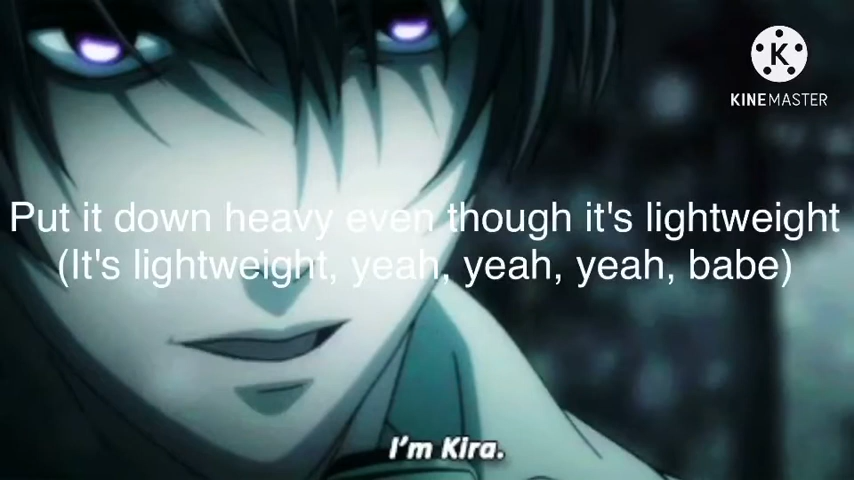 K
KINEMASTER
Put it down heavy even though it's lightweight
(It's lightweight, yeah, yeah, yeah, babe)
I'm Kira.